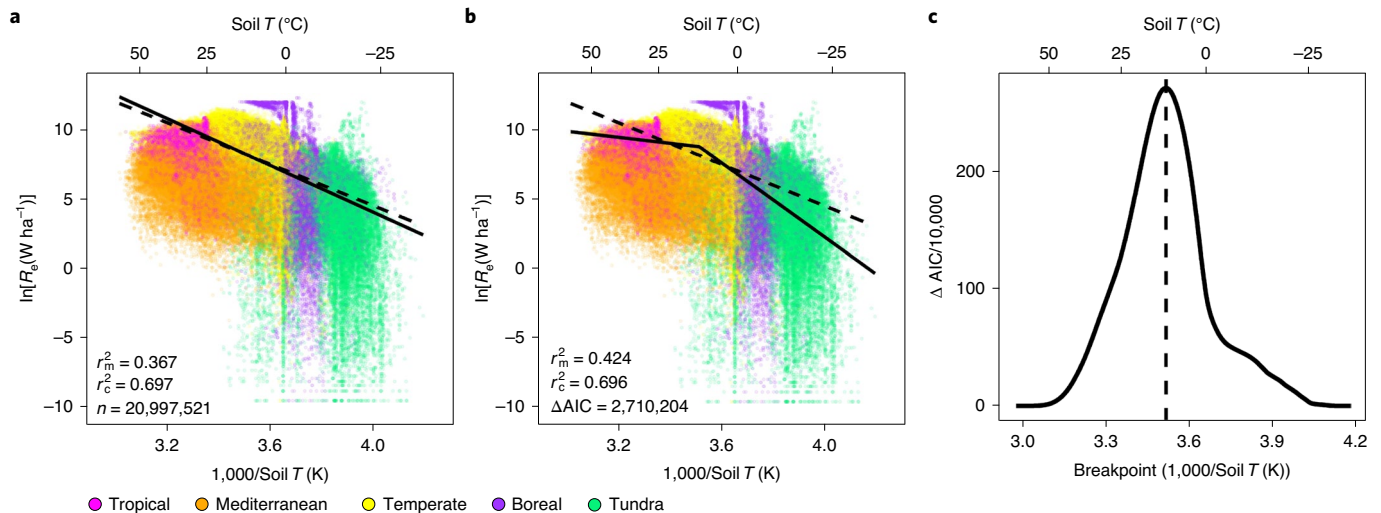 a
Soil T (°C)
50 25 0 −25
ln[Re(W ha−1)]
10
5
0
−5
−10
r2m = 0.367
r2c = 0.697
n = 20,997,521
3.2 3.6 4.0
1,000/Soil T (K)
b
Soil T (°C)
50 25 0 −25
ln[Re(W ha−1)]
10
5
0
−5
−10
r2m = 0.424
r2c = 0.696
ΔAIC = 2,710,204
3.2 3.6 4.0
1,000/Soil T (K)
c
Soil T (°C)
50 25 0 −25
Δ AIC/10,000
200
100
0
3.0 3.3 3.6 3.9 4.2
Breakpoint (1,000/Soil T (K))
Tropical Mediterranean Temperate Boreal Tundra